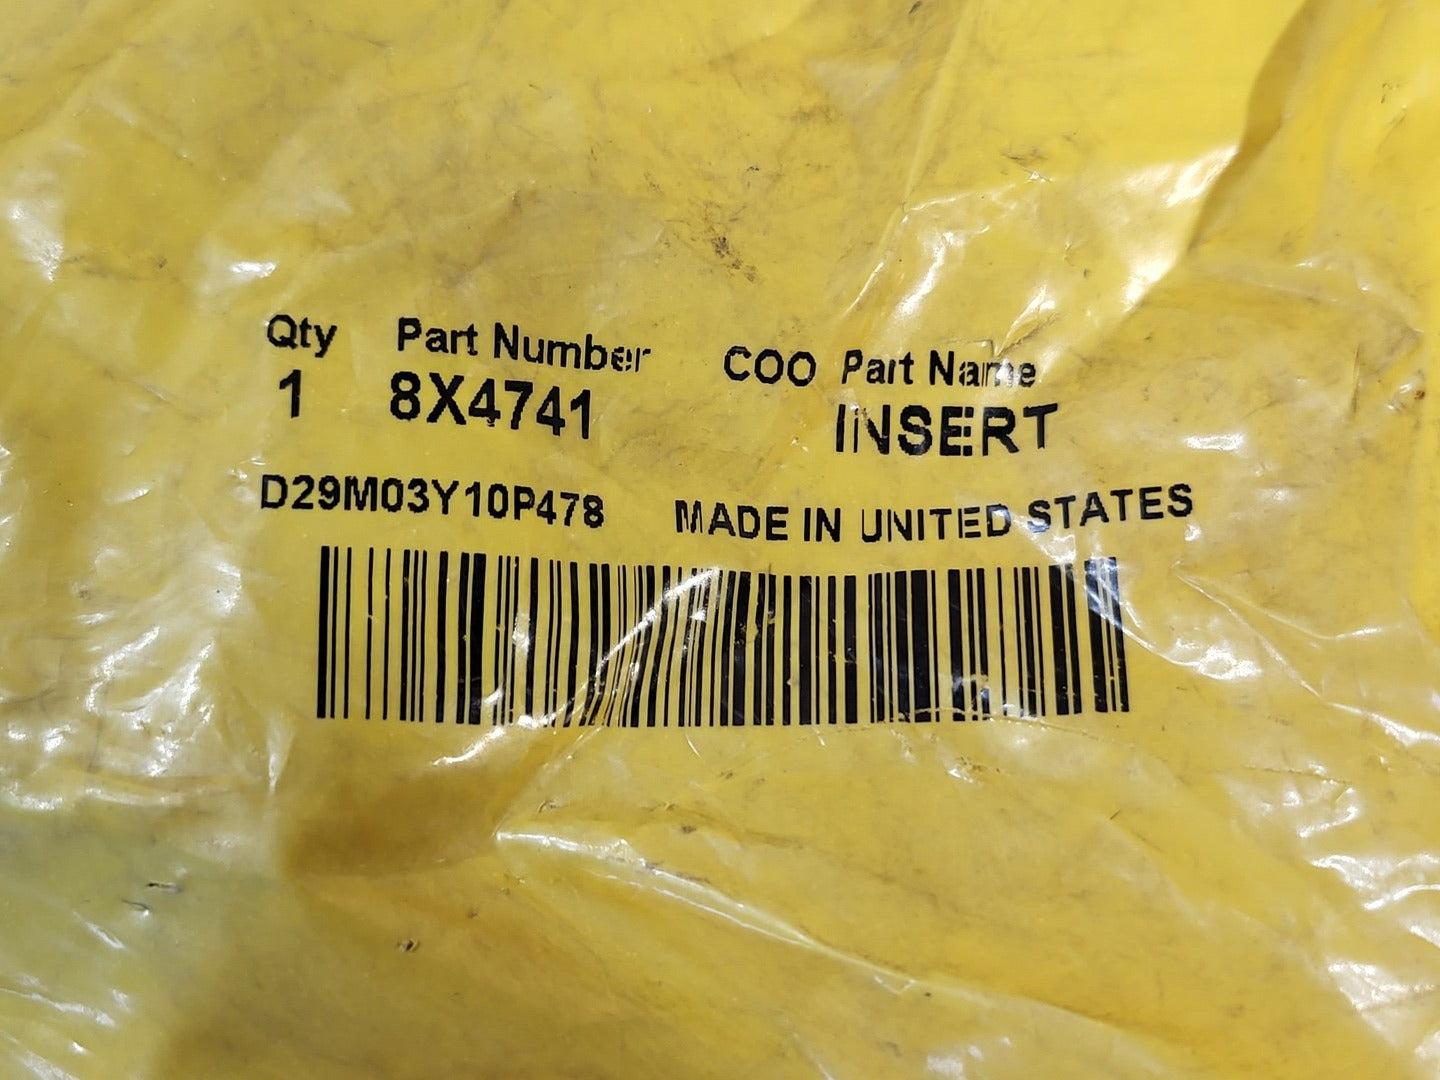 Qty Part Number COO Part Name
1 8X4741 INSERT
D29M03Y10P478 MADE IN UNITED STATES